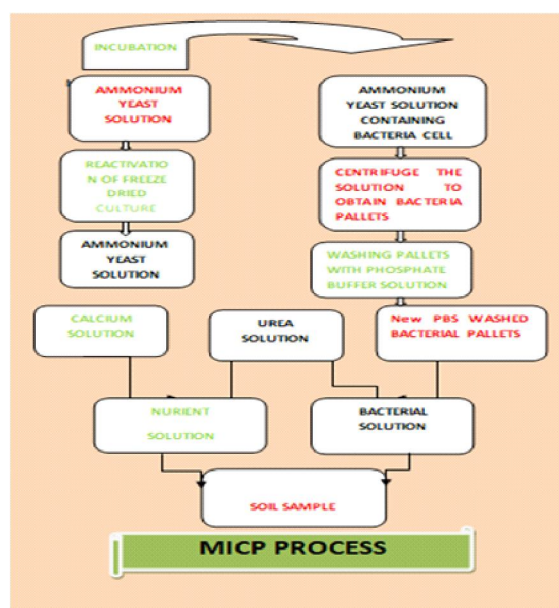 INCUBATION
AMMONIUM
YEAST
SOLUTION
REACTIVATIO
N OF FREEZE
DRIED
CULTURE
AMMONIUM
YEAST
SOLUTION
AMMONIUM
YEAST SOLUTION
CONTAINING
BACTERIA CELL
CENTRIFUGE THE
SOLUTION TO
OBTAIN BACTERIA
PALLETS
WASHING PALLETS
WITH PHOSPHATE
BUFFER SOLUTION
CALCIUM
SOLUTION
UREA
SOLUTION
New PBS WASHED
BACTERIAL PALLETS
NURIENT
SOLUTION
BACTERIAL
SOLUTION
SOIL SAMPLE
MICP PROCESS